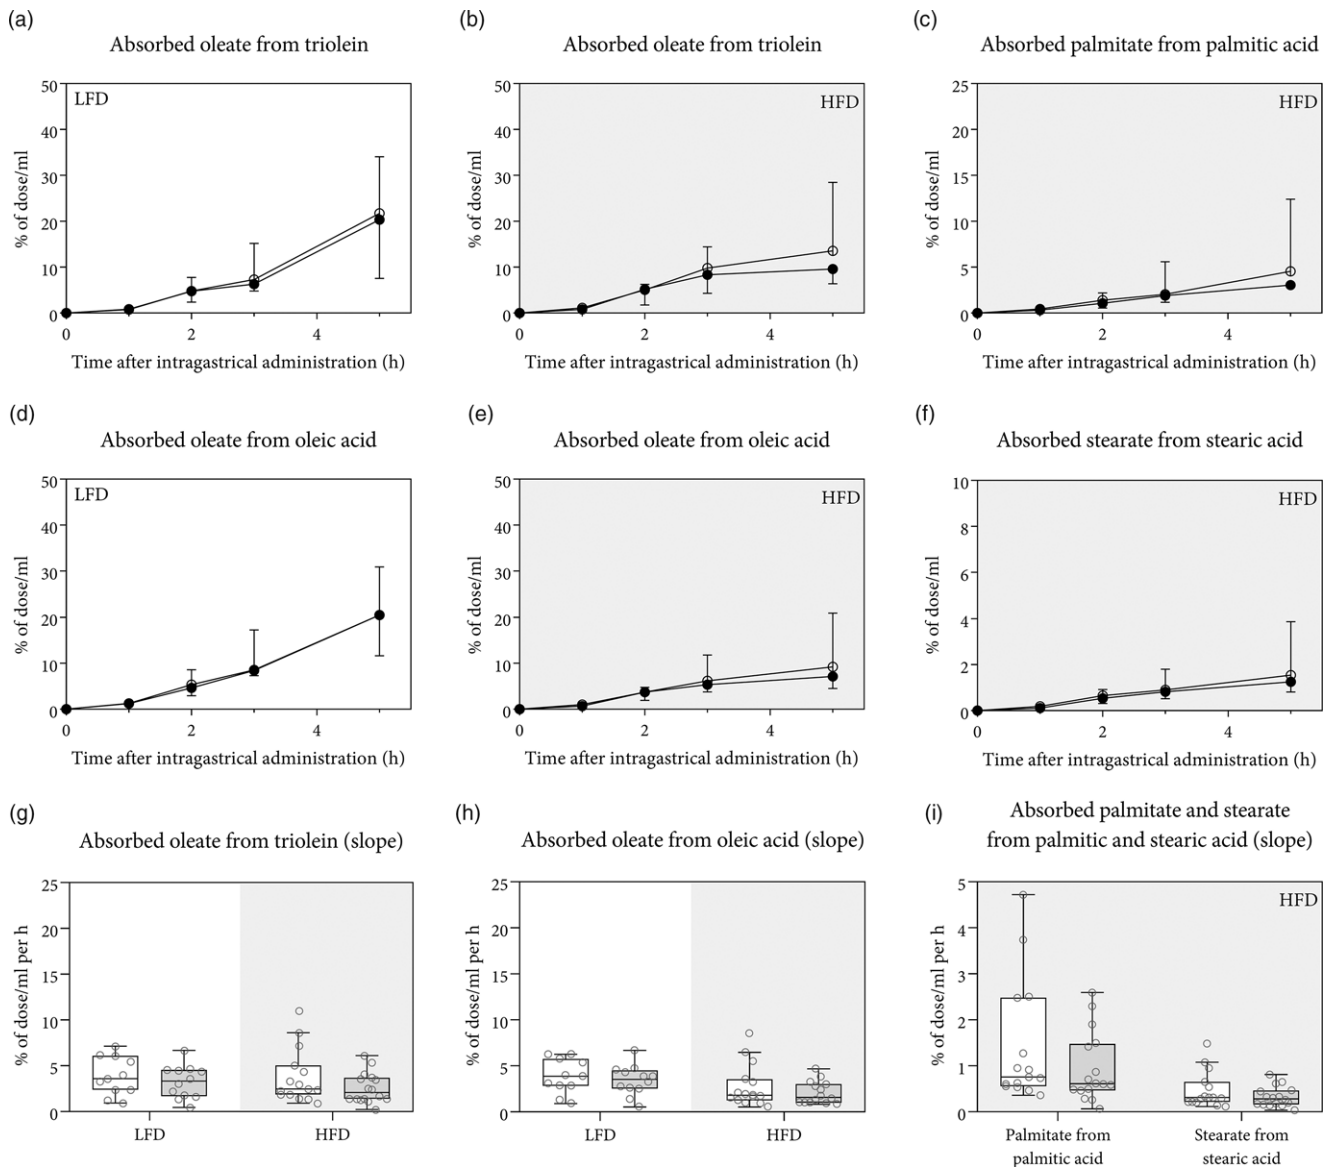 (a)
Absorbed oleate from triolein
LFD
50
40
30
20
10
0
% of dose/ml
0
2
4
Time after intragastrical administration (h)
(b)
Absorbed oleate from triolein
HFD
50
40
30
20
10
0
% of dose/ml
0
2
4
Time after intragastrical administration (h)
(c)
Absorbed palmitate from palmitic acid
HFD
25
20
15
10
5
0
% of dose/ml
0
2
4
Time after intragastrical administration (h)
(d)
Absorbed oleate from oleic acid
LFD
50
40
30
20
10
0
% of dose/ml
0
2
4
Time after intragastrical administration (h)
(e)
Absorbed oleate from oleic acid
HFD
50
40
30
20
10
0
% of dose/ml
0
2
4
Time after intragastrical administration (h)
(f)
Absorbed stearate from stearic acid
HFD
10
8
6
4
2
0
% of dose/ml
0
2
4
Time after intragastrical administration (h)
(g)
Absorbed oleate from triolein (slope)
25
20
15
10
5
0
% of dose/ml per h
LFD
HFD
(h)
Absorbed oleate from oleic acid (slope)
25
20
15
10
5
0
% of dose/ml per h
LFD
HFD
(i)
Absorbed palmitate and stearate
from palmitic and stearic acid (slope)
HFD
5
4
3
2
1
0
% of dose/ml per h
Palmitate from
palmitic acid
Stearate from
stearic acid